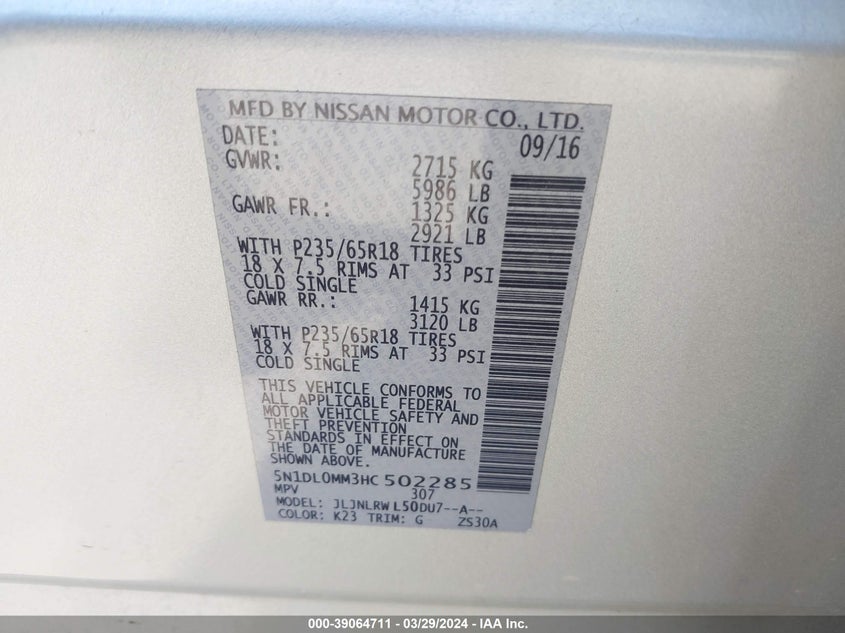 MFD BY NISSAN MOTOR CO., LTD.
DATE: 09/16
GVWR: 2715 KG
5986 LB
GAWR FR.: 1325 KG
2921 LB
WITH P235/65R18 TIRES
18 X 7.5 RIMS AT 33 PSI
COLD SINGLE
GAWR RR.: 1415 KG
3120 LB
WITH P235/65R18 TIRES
18 X 7.5 RIMS AT 33 PSI
COLD SINGLE
THIS VEHICLE CONFORMS TO
ALL APPLICABLE FEDERAL
MOTOR VEHICLE SAFETY AND
THEFT PREVENTION
STANDARDS IN EFFECT ON
THE DATE OF MANUFACTURE
SHOWN ABOVE.
5N1DL0MM3HC 502285
MPV 307
MODEL: JLJNLRW L50DU7--A--
COLOR: K23 TRIM: G ZS30A
000-39064711 — 03/29/2024 — IAA Inc.